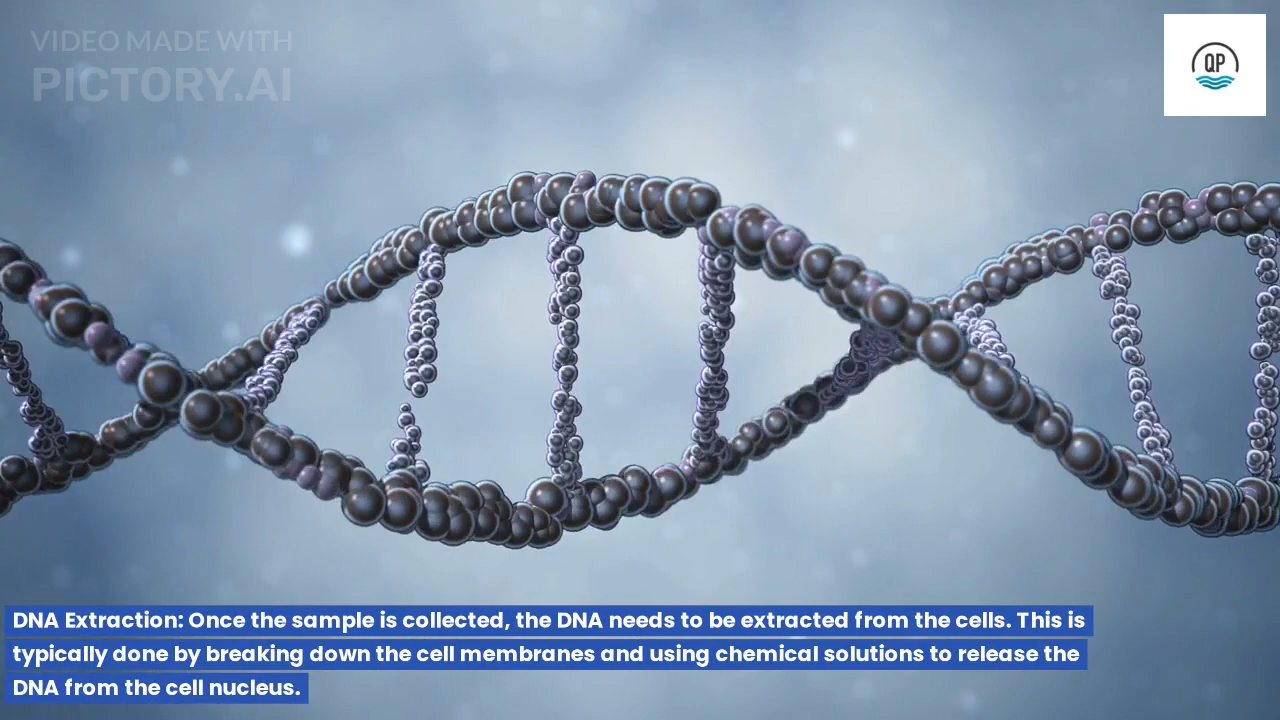 VIDEO MADE WITH
PICTORY.AI
QP
DNA Extraction: Once the sample is collected, the DNA needs to be extracted from the cells. This is
typically done by breaking down the cell membranes and using chemical solutions to release the
DNA from the cell nucleus.